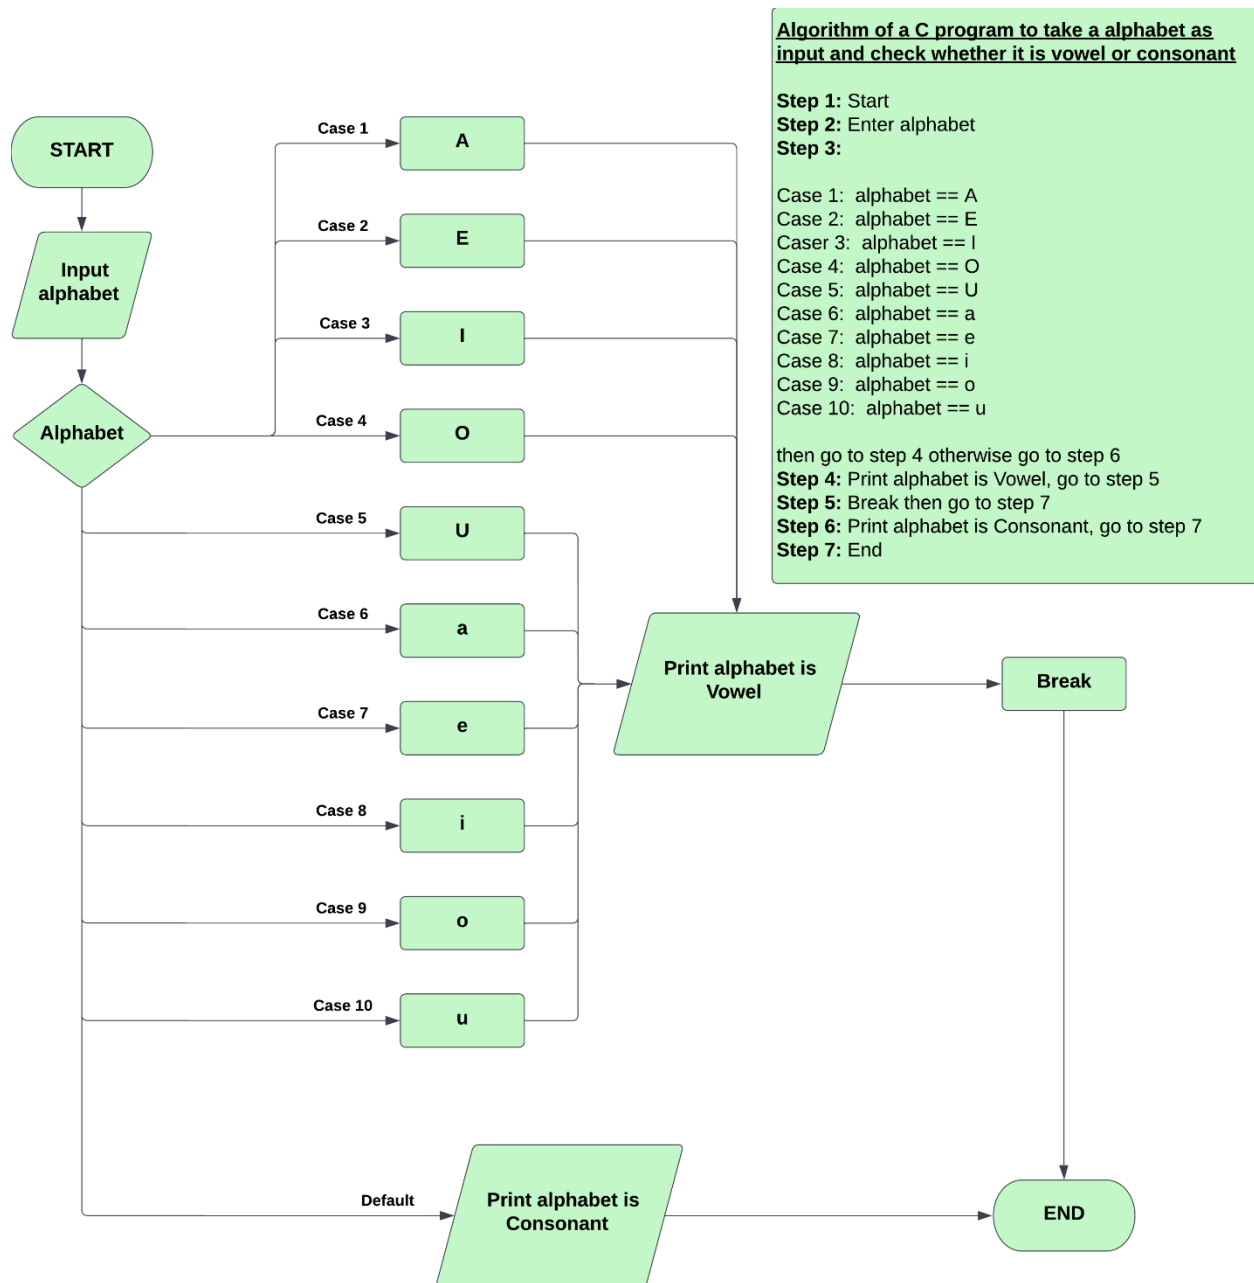 Algorithm of a C program to take a alphabet as
input and check whether it is vowel or consonant
Step 1: Start
Step 2: Enter alphabet
Step 3:
Case 1: alphabet == A
Case 2: alphabet == E
Caser 3: alphabet == I
Case 4: alphabet == O
Case 5: alphabet == U
Case 6: alphabet == a
Case 7: alphabet == e
Case 8: alphabet == i
Case 9: alphabet == o
Case 10: alphabet == u
then go to step 4 otherwise go to step 6
Step 4: Print alphabet is Vowel, go to step 5
Step 5: Break then go to step 7
Step 6: Print alphabet is Consonant, go to step 7
Step 7: End
START
Input
alphabet
Alphabet
Case 1
A
Case 2
E
Case 3
I
Case 4
O
Case 5
U
Case 6
a
Case 7
e
Case 8
i
Case 9
o
Case 10
u
Print alphabet is
Vowel
Break
Default
Print alphabet is
Consonant
END